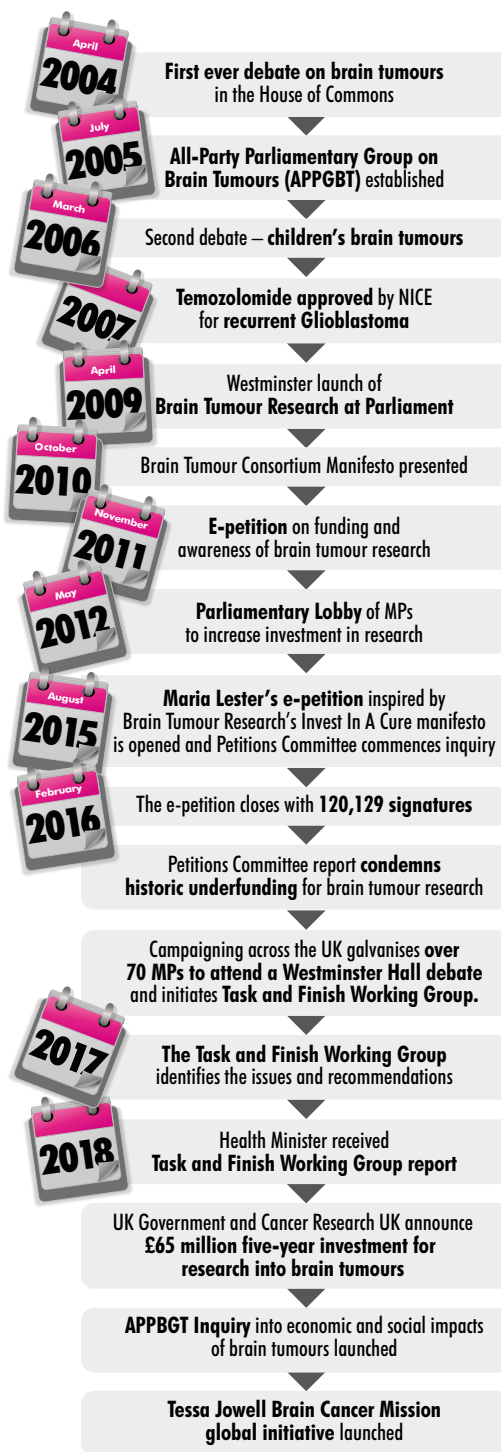 April
2004
First ever debate on brain tumours
in the House of Commons
July
2005
All-Party Parliamentary Group on
Brain Tumours (APPGBT) established
March
2006
Second debate – children's brain tumours
2007
Temozolomide approved by NICE
for recurrent Glioblastoma
April
2009
Westminster launch of
Brain Tumour Research at Parliament
October
2010
Brain Tumour Consortium Manifesto presented
November
2011
E-petition on funding and
awareness of brain tumour research
May
2012
Parliamentary Lobby of MPs
to increase investment in research
August
2015
Maria Lester's e-petition inspired by
Brain Tumour Research's Invest In A Cure manifesto
is opened and Petitions Committee commences inquiry
February
2016
The e-petition closes with 120,129 signatures
Petitions Committee report condemns
historic underfunding for brain tumour research
Campaigning across the UK galvanises over
70 MPs to attend a Westminster Hall debate
and initiates Task and Finish Working Group.
2017
The Task and Finish Working Group
identifies the issues and recommendations
2018
Health Minister received
Task and Finish Working Group report
UK Government and Cancer Research UK announce
£65 million five-year investment for
research into brain tumours
APPBGT Inquiry into economic and social impacts
of brain tumours launched
Tessa Jowell Brain Cancer Mission
global initiative launched